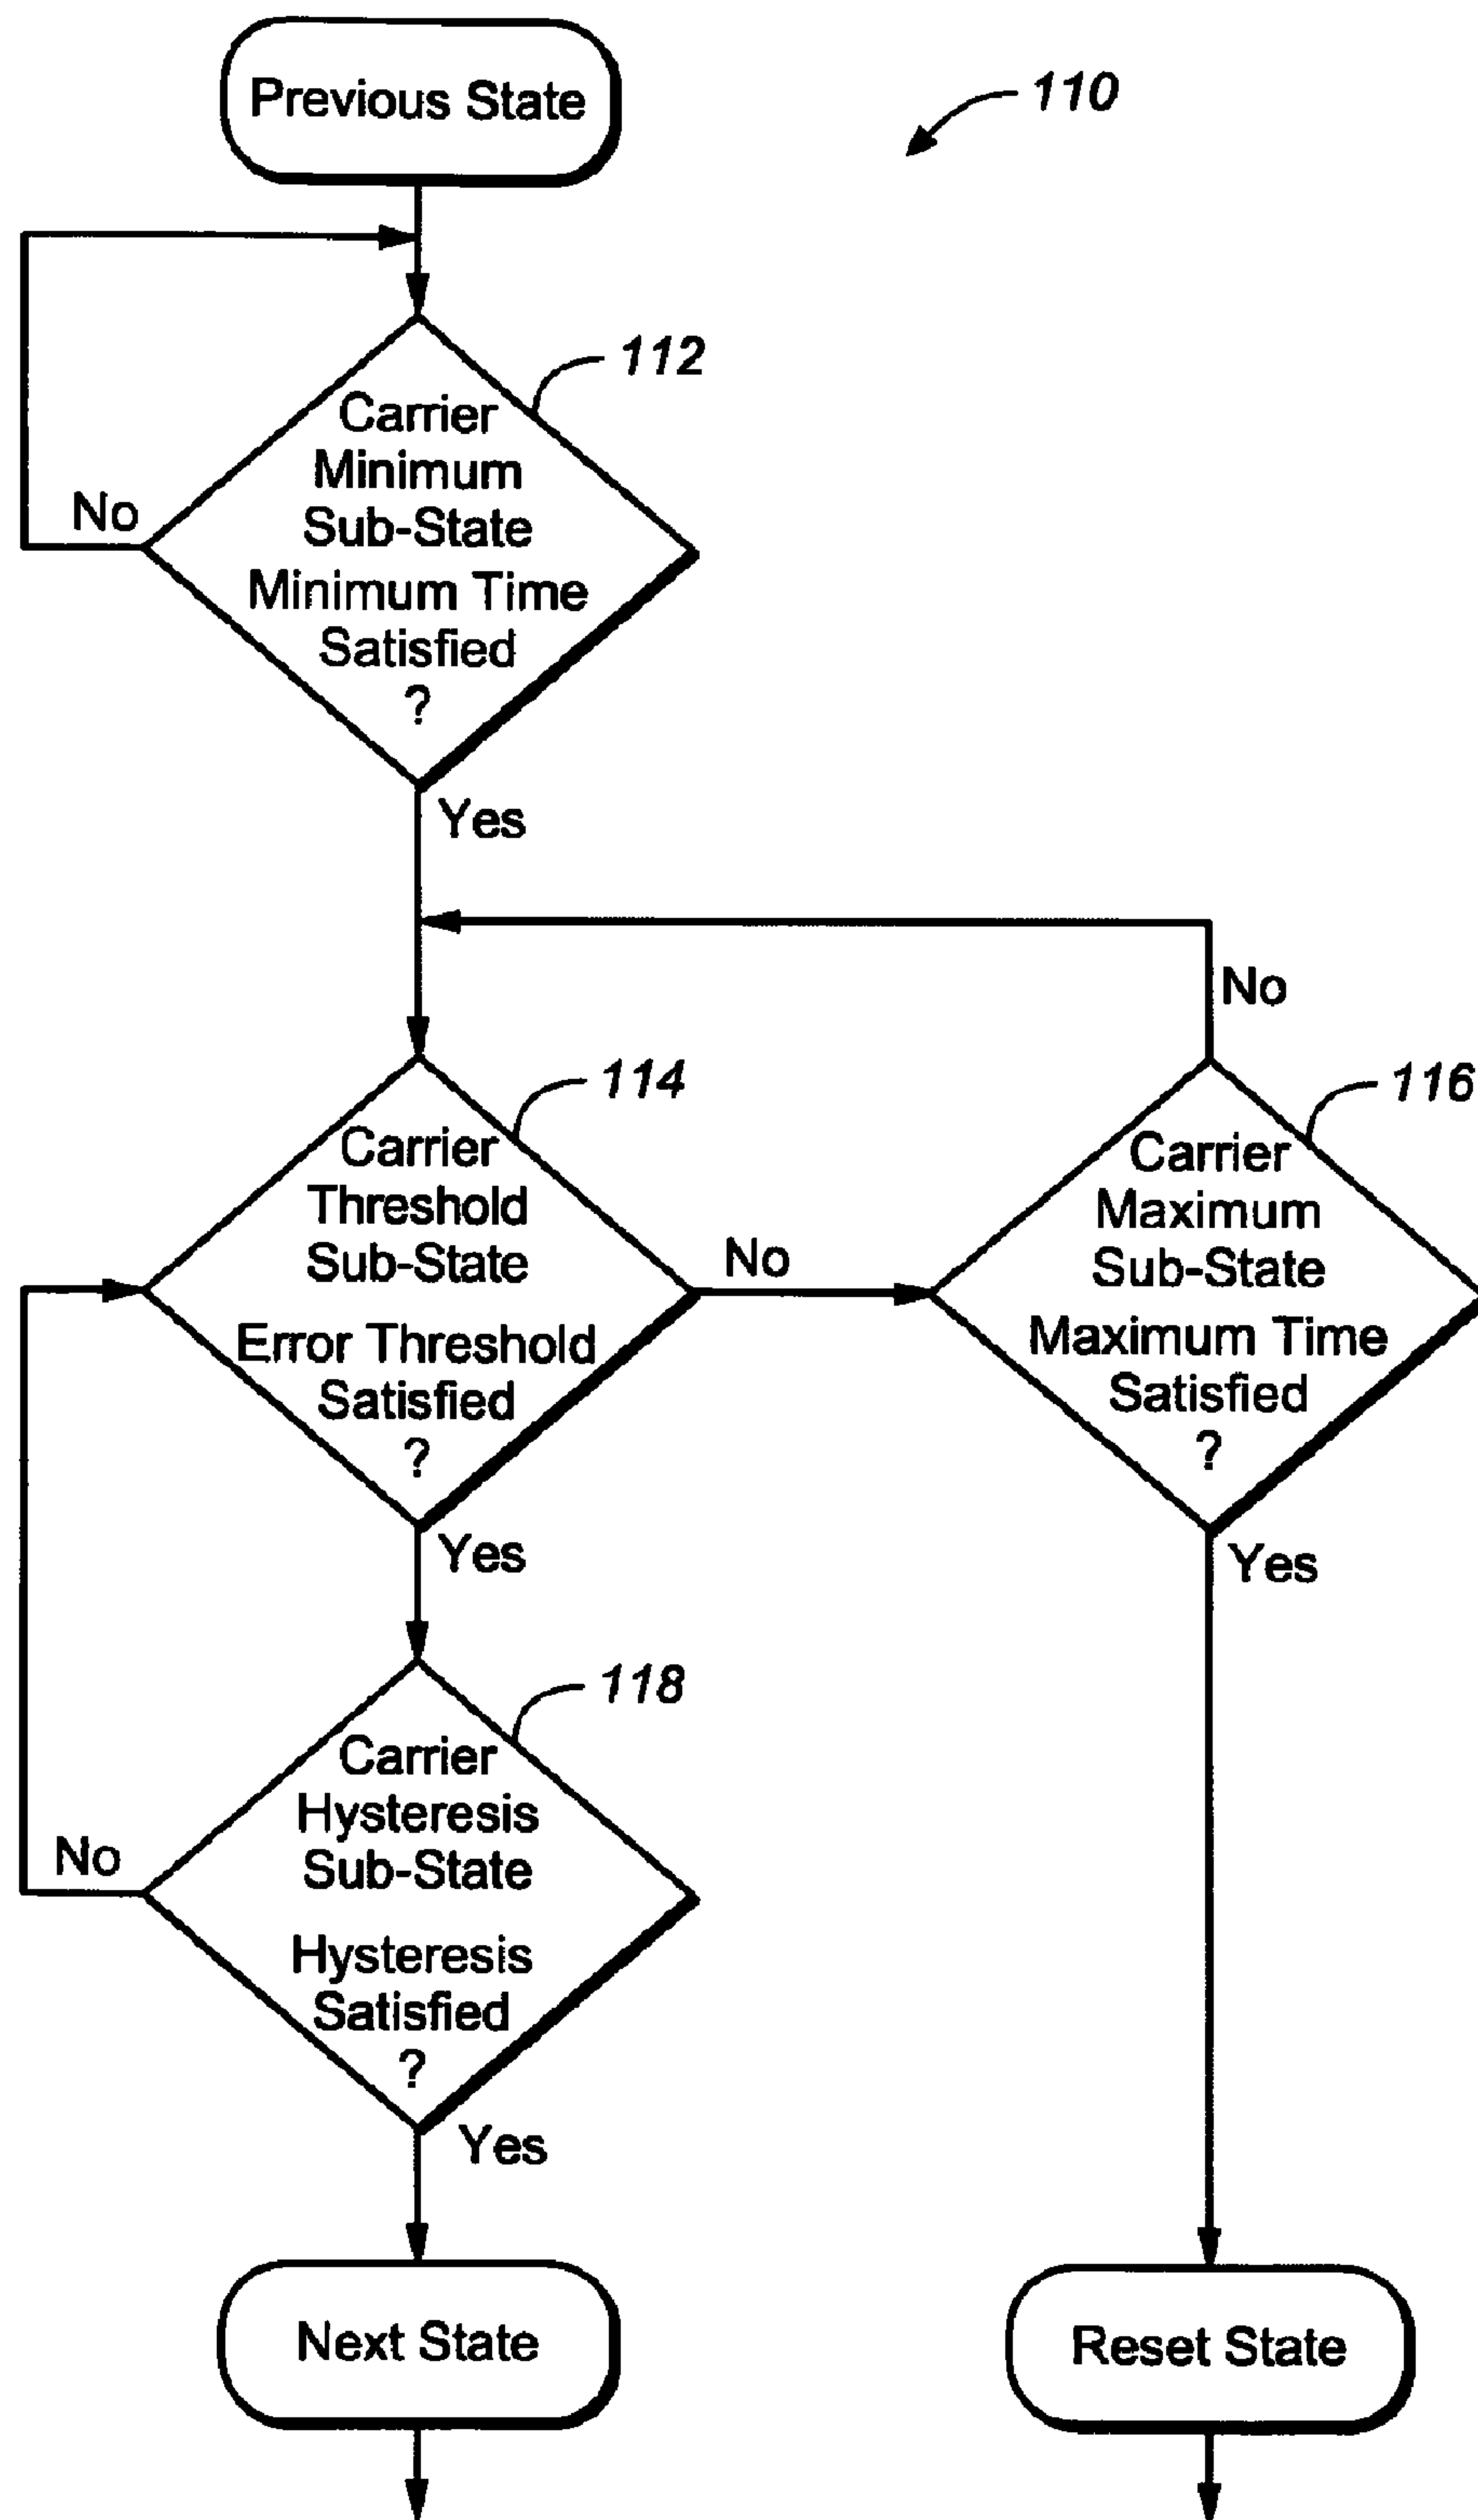 Previous State
110
112
Carrier
Minimum
Sub-State
Minimum Time
Satisfied
?
No
Yes
No
114
Carrier
Threshold
Sub-State
Error Threshold
Satisfied
?
No
116
Carrier
Maximum
Sub-State
Maximum Time
Satisfied
?
Yes
Yes
118
Carrier
Hysteresis
Sub-State
Hysteresis
Satisfied
?
No
Yes
Next State
Reset State